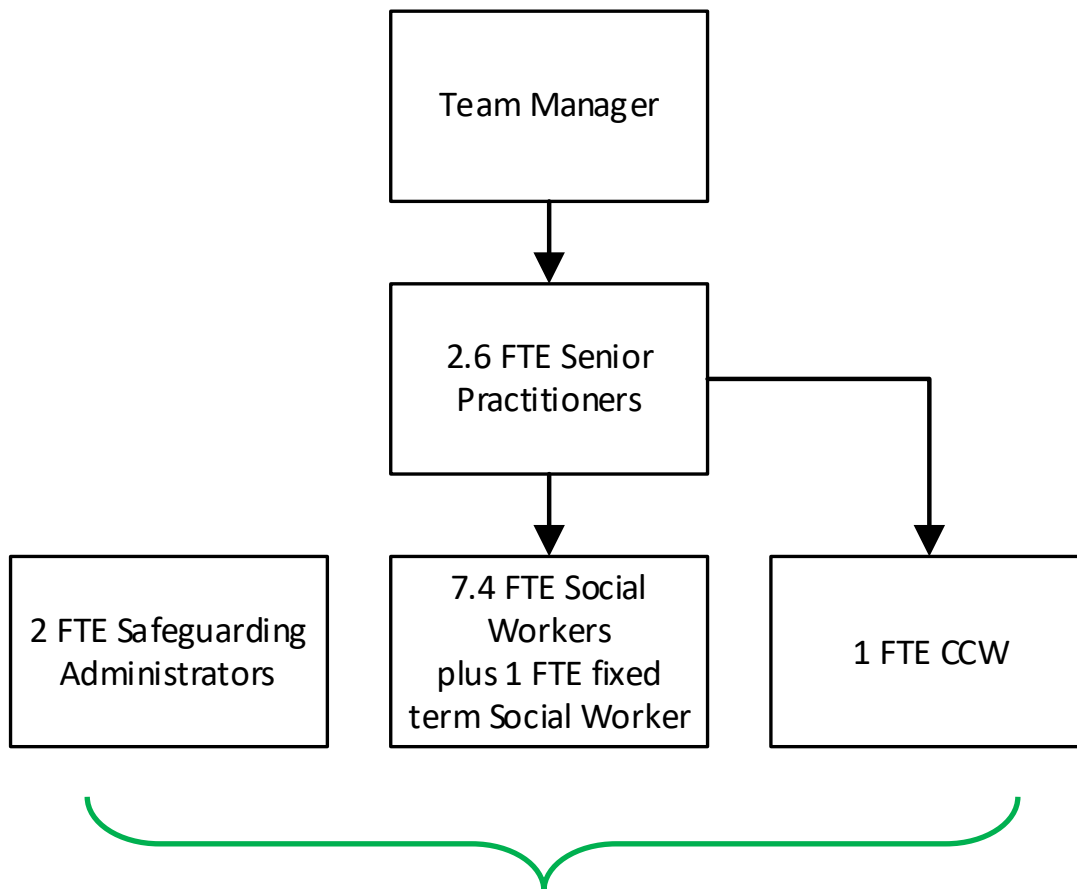 Team Manager
2.6 FTE Senior
Practitioners
2 FTE Safeguarding
Administrators
7.4 FTE Social
Workers
plus 1 FTE fixed
term Social Worker
1 FTE CCW